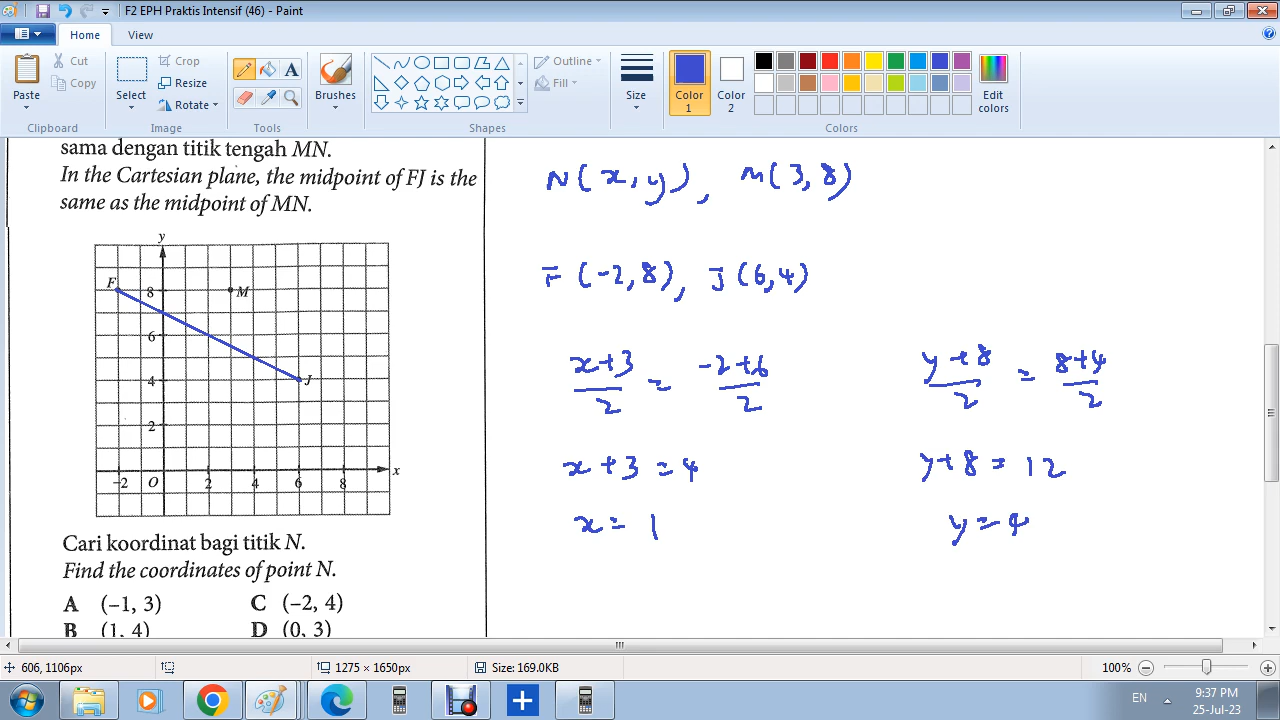 F2 EPH Praktis Intensif (46) - Paint
Home View
Paste Cut Copy
Clipboard
Select Crop Resize Rotate
Image
Tools
Brushes
Outline
Fill
Shapes
Size
Color 1
Color 2
Edit colors
Colors
sama dengan titik tengah MN.
In the Cartesian plane, the midpoint of FJ is the
same as the midpoint of MN.
y
F 8 M
6
4 J
2
x
−2 O 2 4 6 8
Cari koordinat bagi titik N.
Find the coordinates of point N.
A (−1, 3) C (−2, 4)
B (1, 4) D (0, 3)
N(x,y), M(3,8)
F(-2,8), J(6,4)
x+3/2 = -2+6/2
x+3=4
x=1
y+8/2 = 8+4/2
y+8=12
y=4
606, 1106px 1275 × 1650px Size: 169.0KB 100%
EN 9:37 PM
25-Jul-23